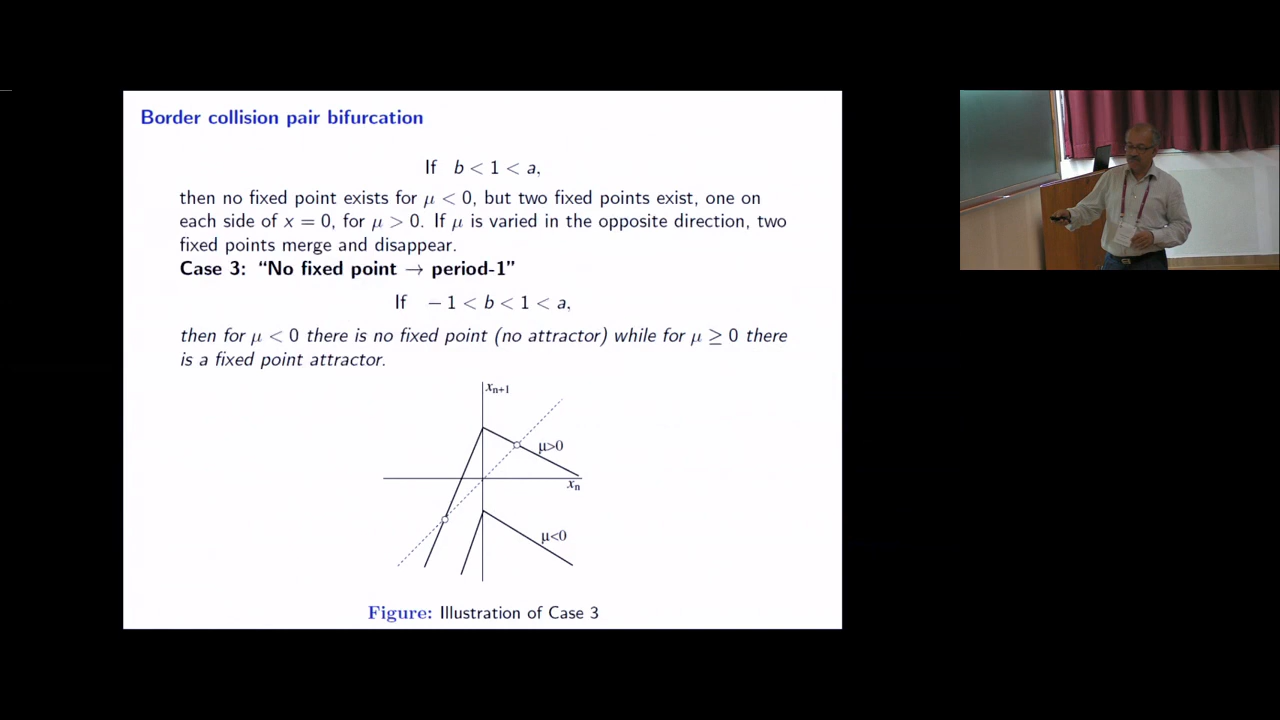 Border collision pair bifurcation
If b < 1 < a,
then no fixed point exists for μ < 0, but two fixed points exist, one on
each side of x = 0, for μ > 0. If μ is varied in the opposite direction, two
fixed points merge and disappear.
Case 3: “No fixed point → period-1”
If − 1 < b < 1 < a,
then for μ < 0 there is no fixed point (no attractor) while for μ ≥ 0 there
is a fixed point attractor.
xn+1
μ>0
xn
μ<0
Figure: Illustration of Case 3